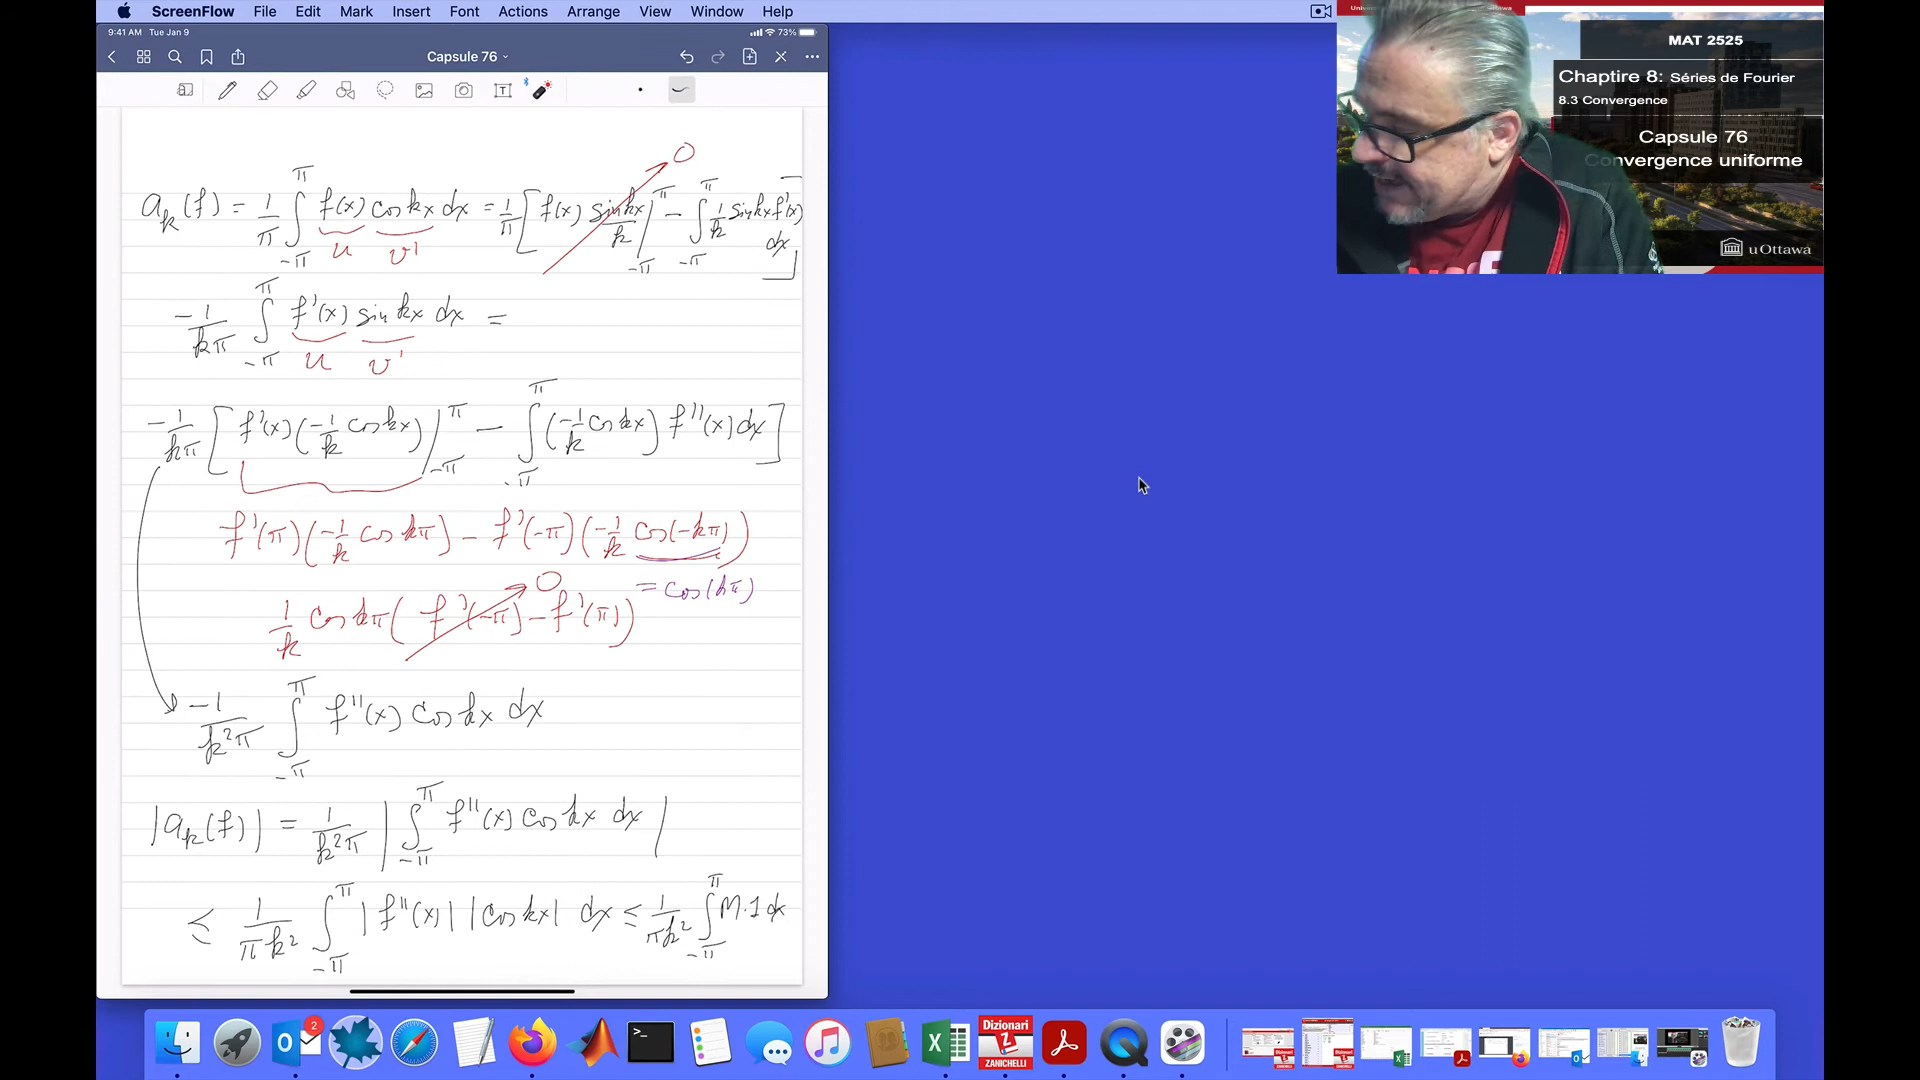 ScreenFlow File Edit Mark Insert Font Actions Arrange View Window Help
9:41 AM Tue Jan 9
73%
Capsule 76
a_k(f) = 1/π ∫_{-π}^{π} f(x) cos kx dx = 1/π [ f(x) sin kx / k |_{-π}^{π} - ∫_{-π}^{π} 1/k sin kx f'(x) dx ]
0
u v'
-1/kπ ∫_{-π}^{π} f'(x) sin kx dx =
u v'
-1/kπ [ f'(x) (-1/k cos kx) |_{-π}^{π} - ∫_{-π}^{π} (-1/k cos kx) f''(x) dx ]
f'(π) (-1/k cos kπ) - f'(-π) (-1/k cos(-kπ))
= cos(kπ)
0
1/k cos kπ ( f'(-π) - f'(π) )
-1/k²π ∫_{-π}^{π} f''(x) cos kx dx
|a_k(f)| = 1/k²π | ∫_{-π}^{π} f''(x) cos kx dx |
≤ 1/πk² ∫_{-π}^{π} |f''(x)| |cos kx| dx ≤ 1/πk² ∫_{-π}^{π} M·1 dx
MAT 2525
Chaptire 8: Séries de Fourier
8.3 Convergence
Capsule 76
Convergence uniforme
uOttawa
2
Dizionari
Z
ZANICHELLI